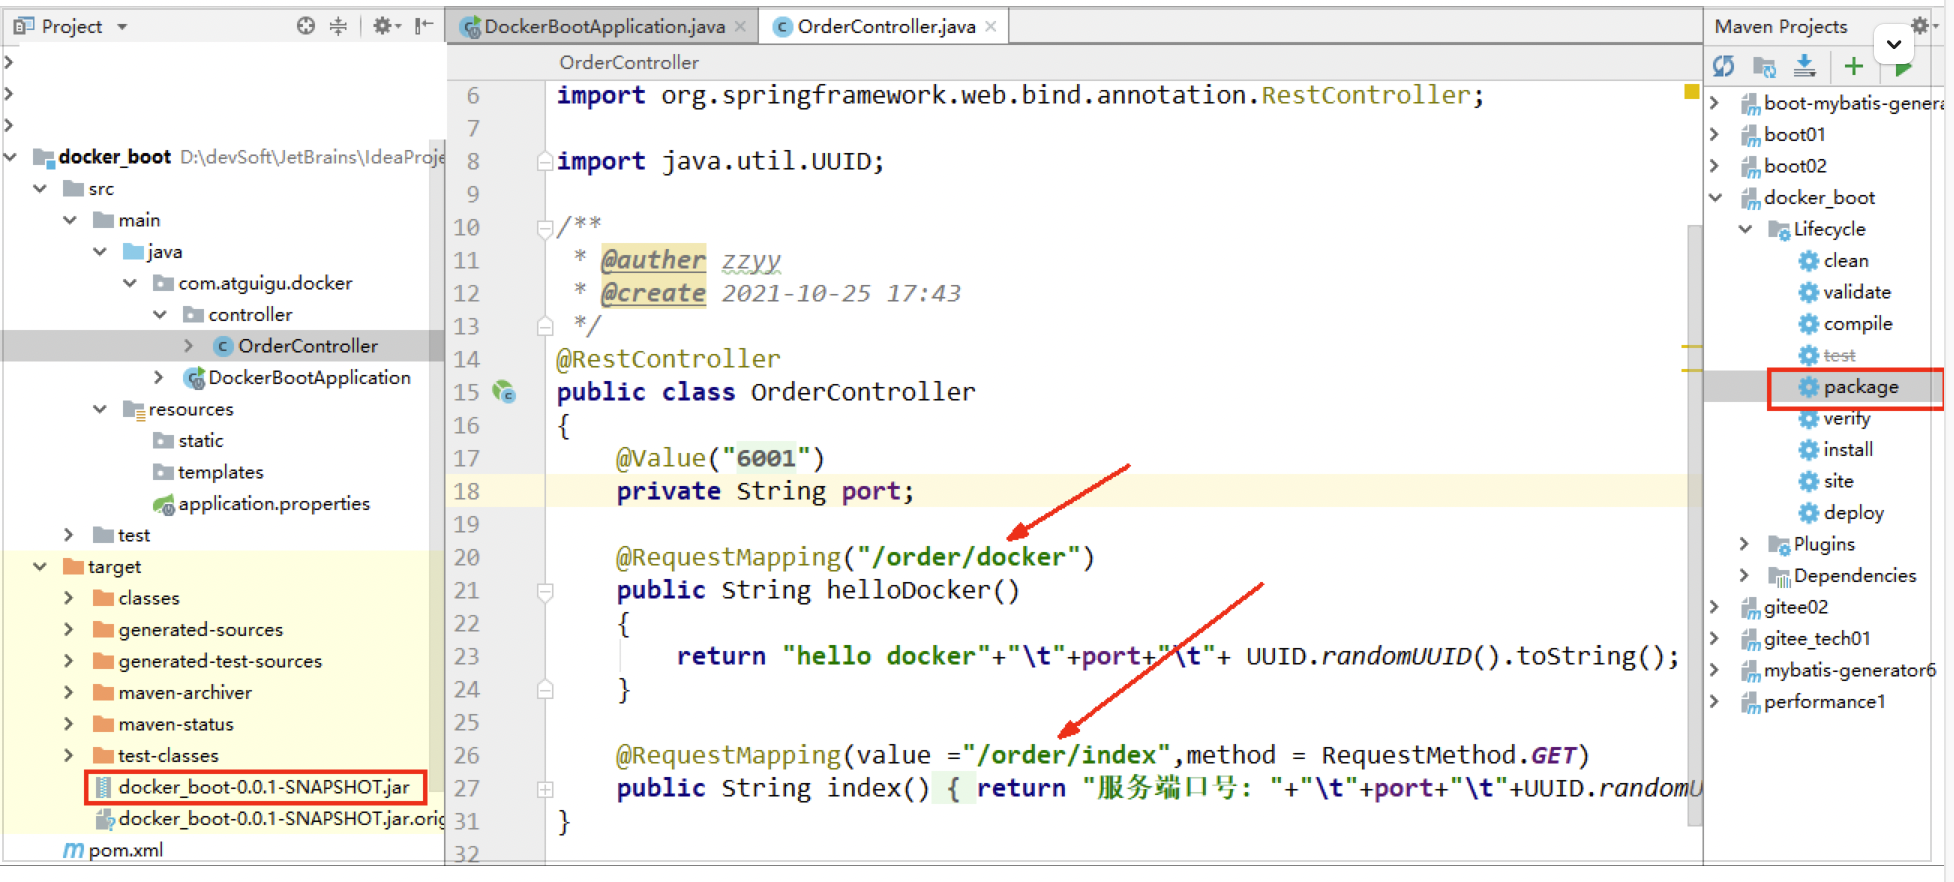 Project
docker_boot D:\devSoft\JetBrains\IdeaProje
src
main
java
com.atguigu.docker
controller
OrderController
DockerBootApplication
resources
static
templates
application.properties
test
target
classes
generated-sources
generated-test-sources
maven-archiver
maven-status
test-classes
docker_boot-0.0.1-SNAPSHOT.jar
docker_boot-0.0.1-SNAPSHOT.jar.orig
pom.xml
DockerBootApplication.java
OrderController.java
OrderController
6 import org.springframework.web.bind.annotation.RestController;
7
8 import java.util.UUID;
9
10 /**
11 * @auther zzyy
12 * @create 2021-10-25 17:43
13 */
14 @RestController
15 public class OrderController
16 {
17 @Value("6001")
18 private String port;
19
20 @RequestMapping("/order/docker")
21 public String helloDocker()
22 {
23 return "hello docker"+"\t"+port+"\t"+ UUID.randomUUID().toString();
24 }
25
26 @RequestMapping(value ="/order/index",method = RequestMethod.GET)
27 public String index() { return "服务端口号: "+"\t"+port+"\t"+UUID.randomU
31 }
32
Maven Projects
boot-mybatis-genera
boot01
boot02
docker_boot
Lifecycle
clean
validate
compile
test
package
verify
install
site
deploy
Plugins
Dependencies
gitee02
gitee_tech01
mybatis-generator6
performance1